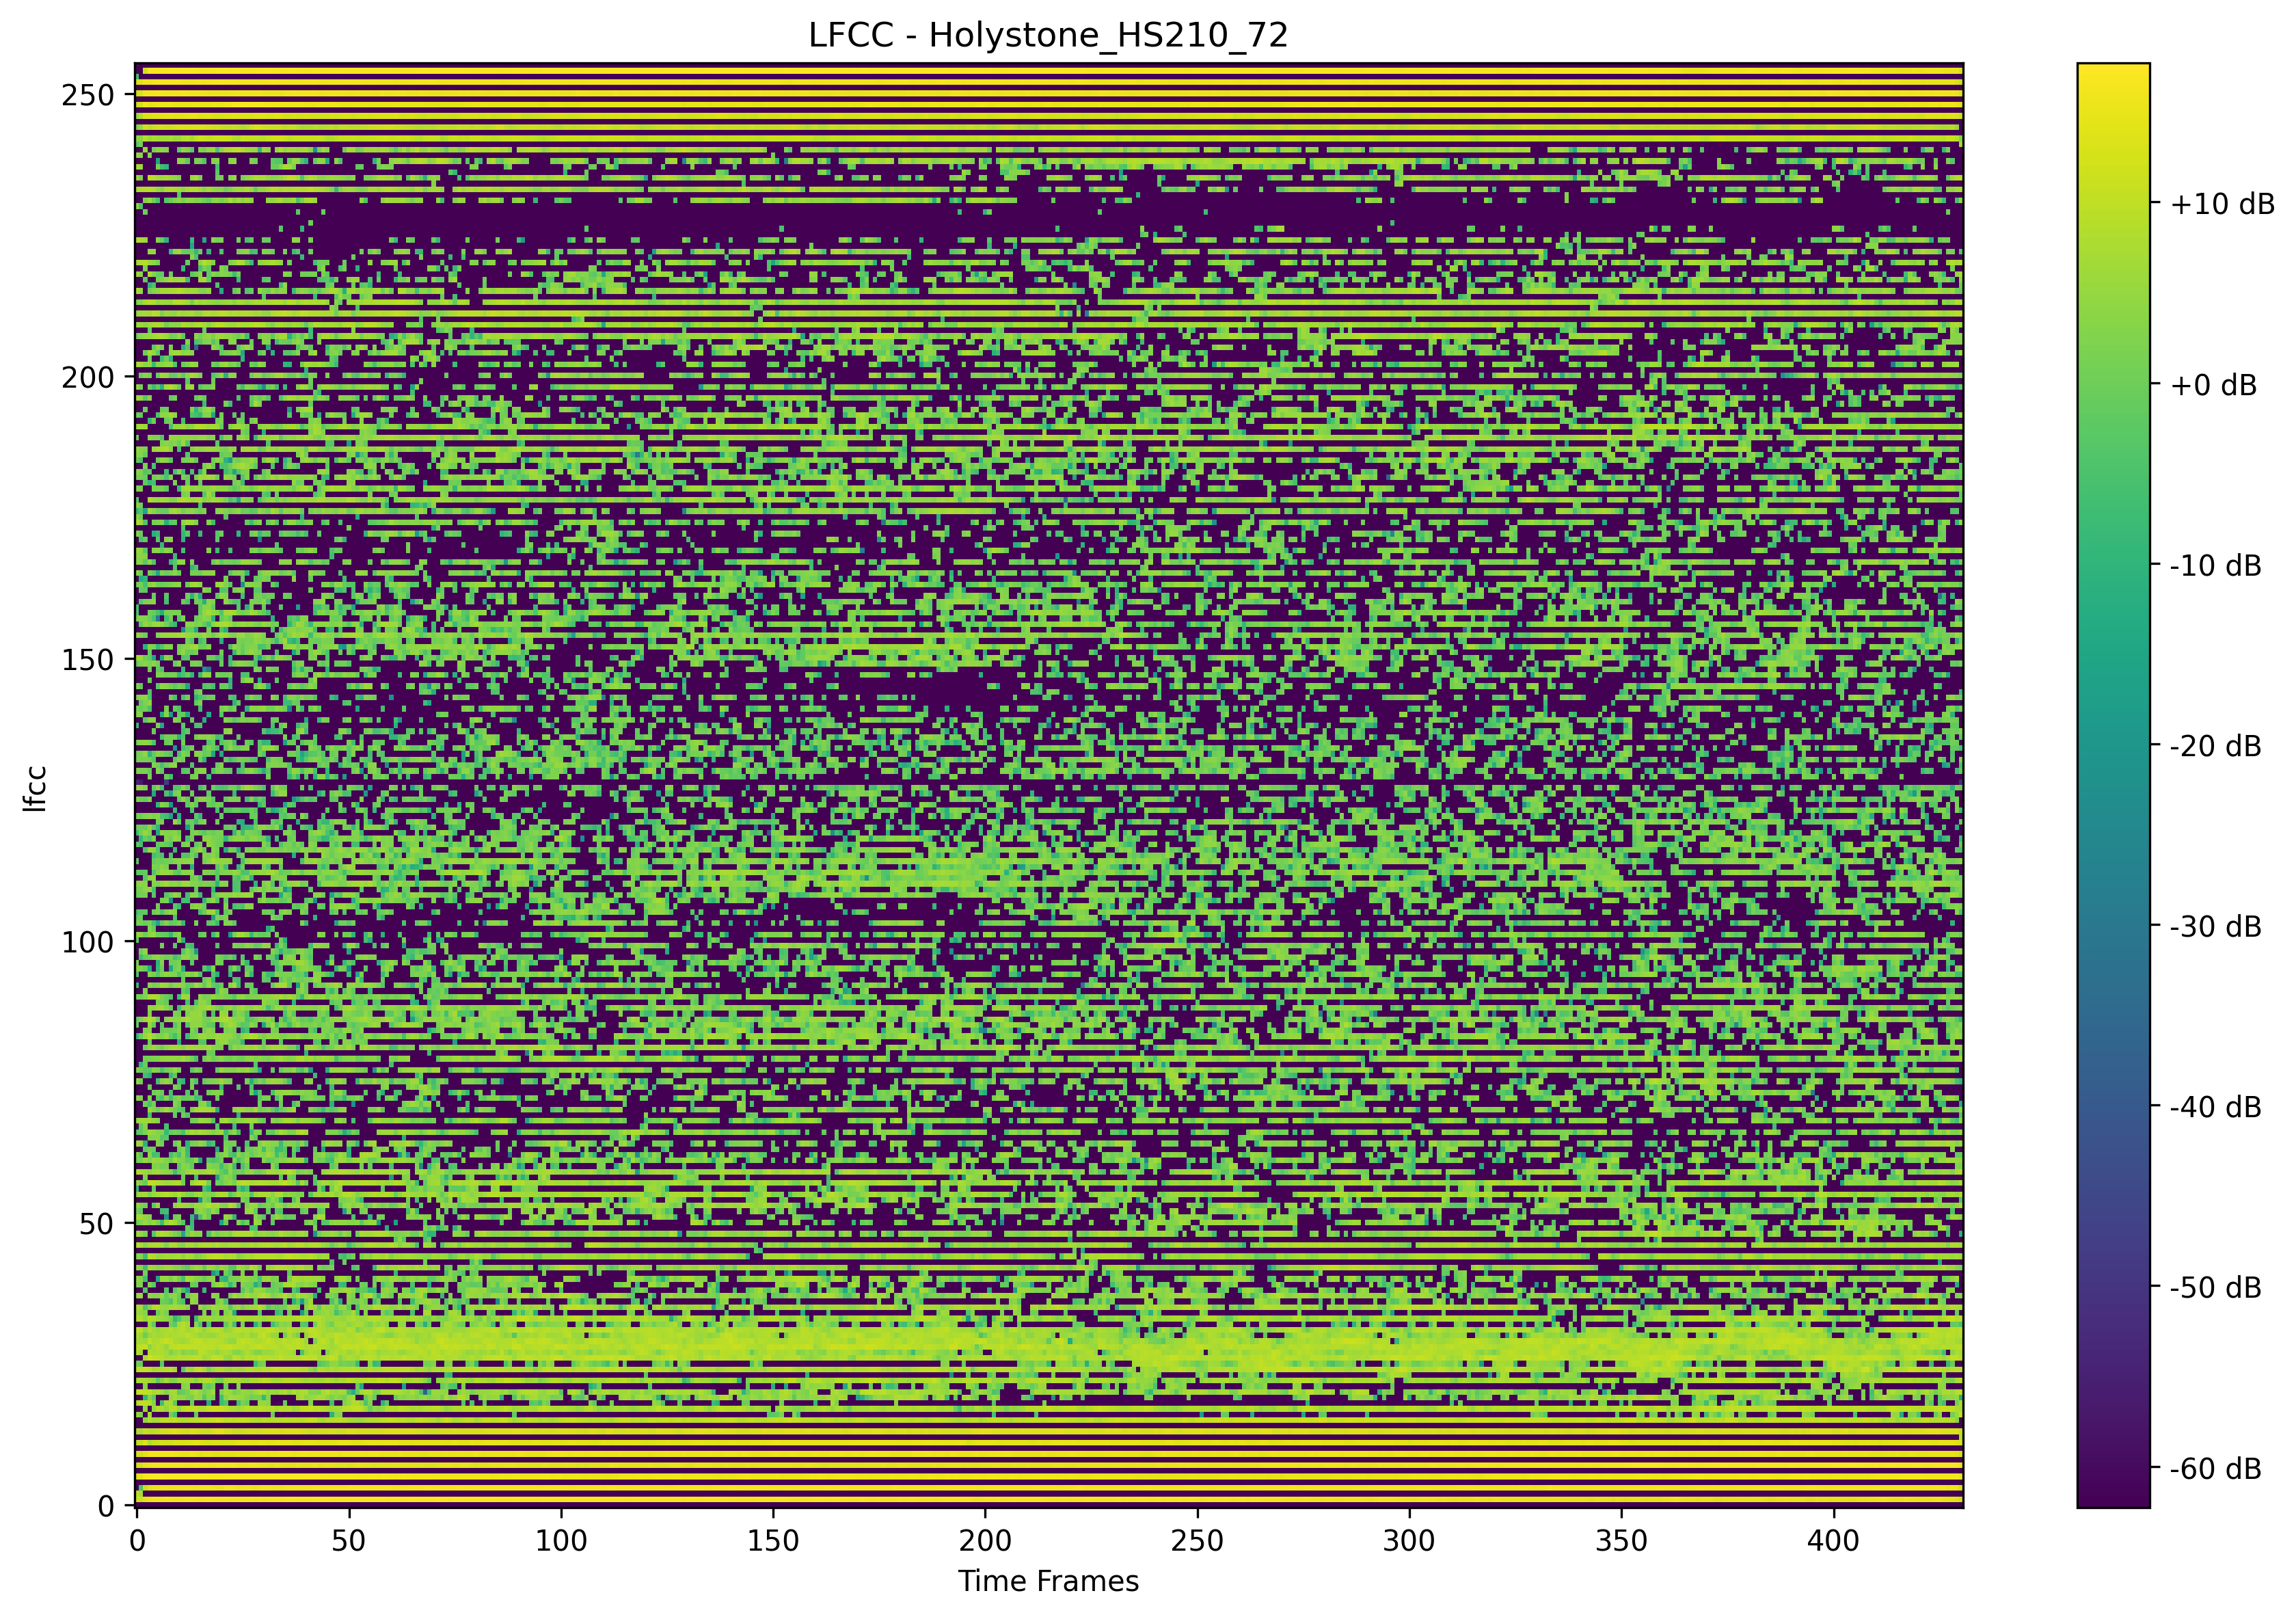 LFCC - Holystone_HS210_72
250
200
150
100
50
0
lfcc
0 50 100 150 200 250 300 350 400
Time Frames
+10 dB
+0 dB
-10 dB
-20 dB
-30 dB
-40 dB
-50 dB
-60 dB